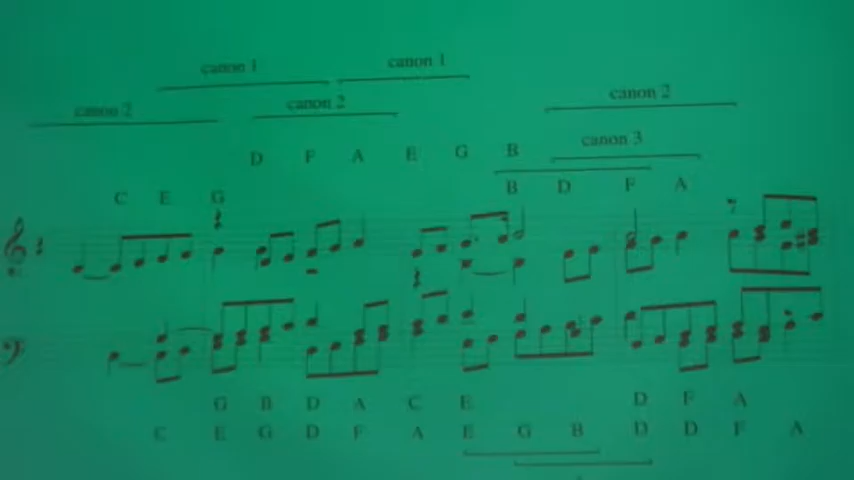 canon 1 canon 1
canon 2 canon 2 canon 2
canon 3
D F A E G B
B D F A
C E G
G B D A C E D F A
C E G D F A E G B D D F A